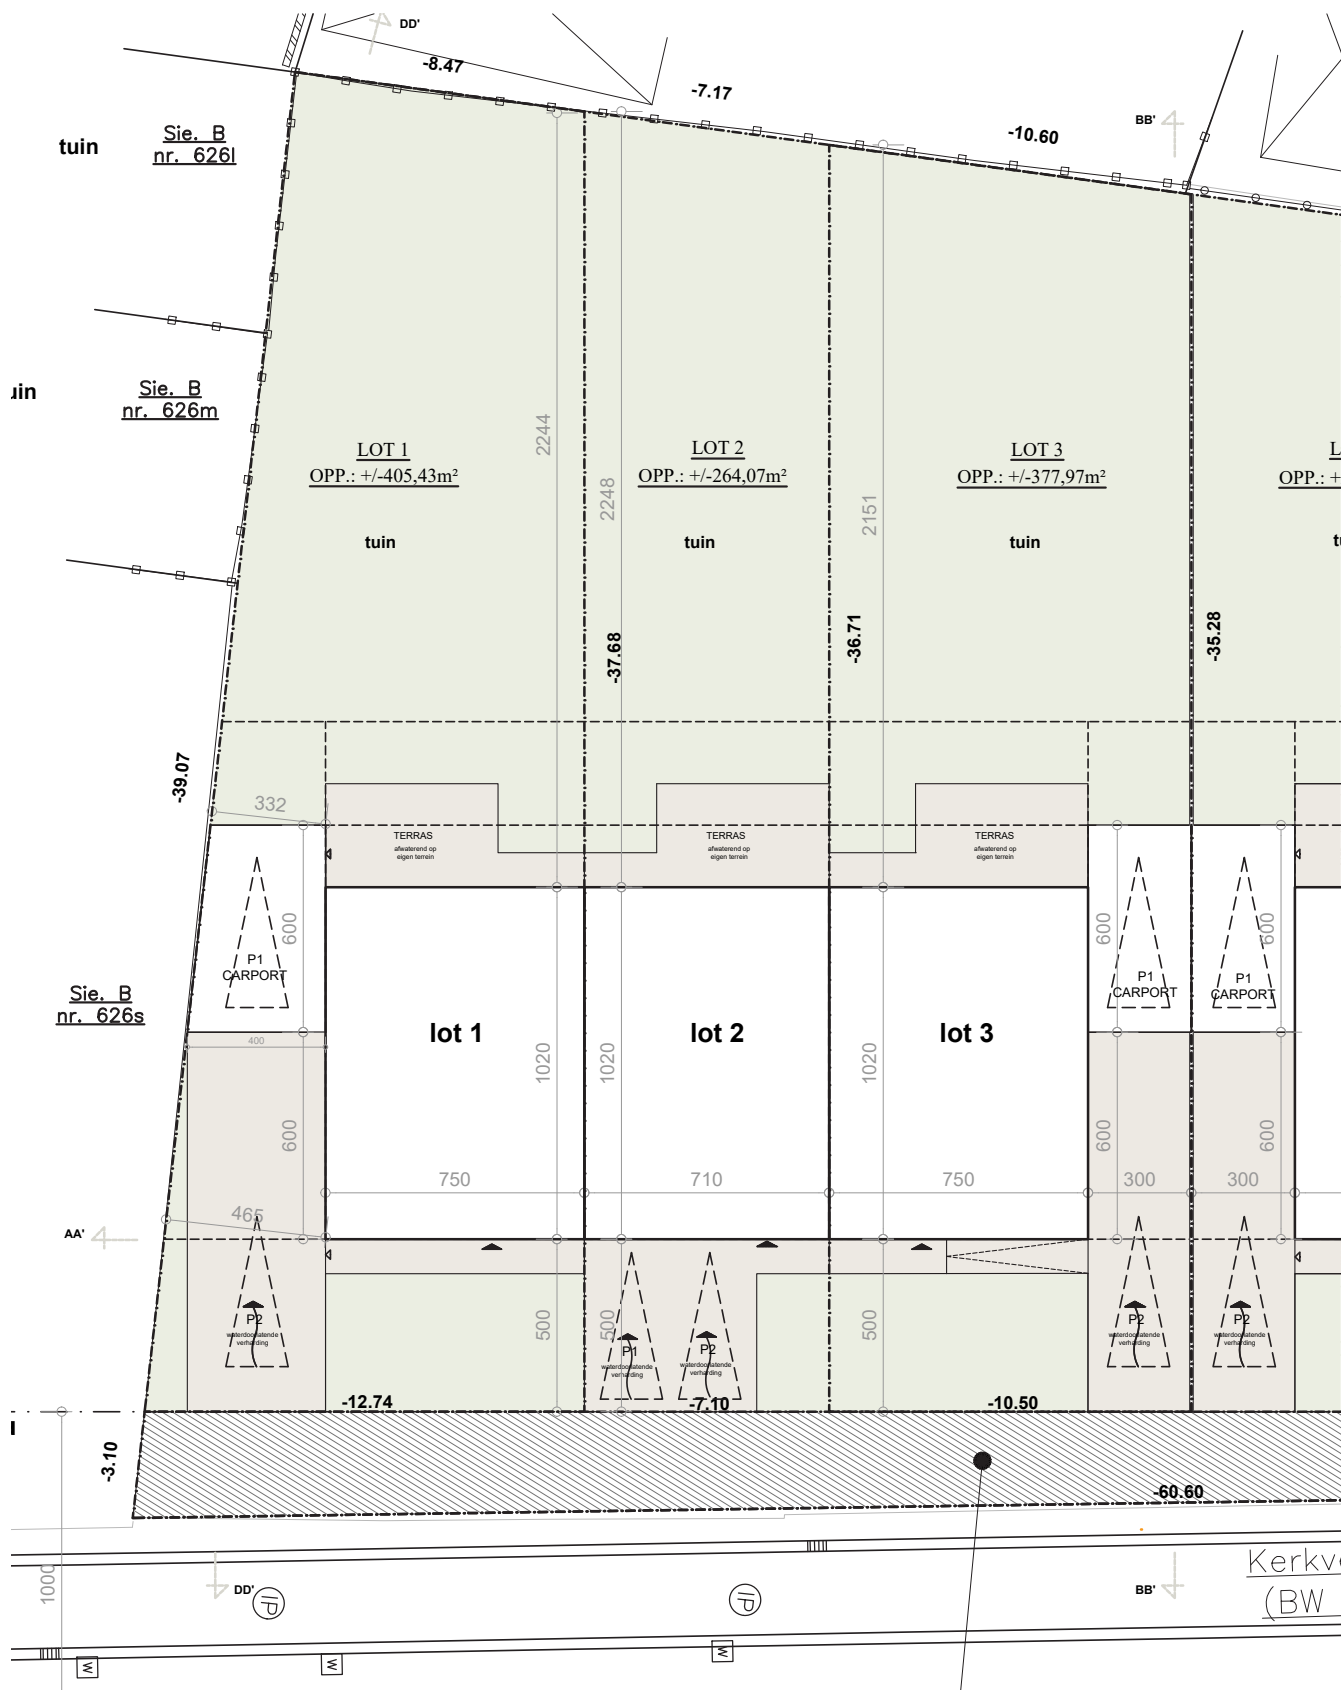 DD'
-8.47
-7.17
-10.60
BB'
tuin
Sie. B
nr. 626l
Sie. B
nr. 626m
2244
2248
2151
LOT 1
OPP.: +/-405,43m²
tuin
LOT 2
OPP.: +/-264,07m²
tuin
LOT 3
OPP.: +/-377,97m²
tuin
OPP.: +
-37.68
-36.71
-35.28
-39.07
332
TERRAS
afwaterend op
eigen terrein
TERRAS
afwaterend op
eigen terrein
TERRAS
afwaterend op
eigen terrein
600
600
600
P1
CARPORT
P1
CARPORT
P1
CARPORT
Sie. B
nr. 626s
lot 1
lot 2
lot 3
400
1020
1020
1020
600
600
600
750
710
750
300
300
465
AA'
500
500
500
P2
waterdoorlatende
verharding
P1
waterdoorlatende
verharding
P2
waterdoorlatende
verharding
P2
waterdoorlatende
verharding
P2
waterdoorlatende
verharding
-12.74
-7.10
-10.50
-3.10
-60.60
1000
DD'
IP
IP
BB'
Kerkv
(BW
W
W
W